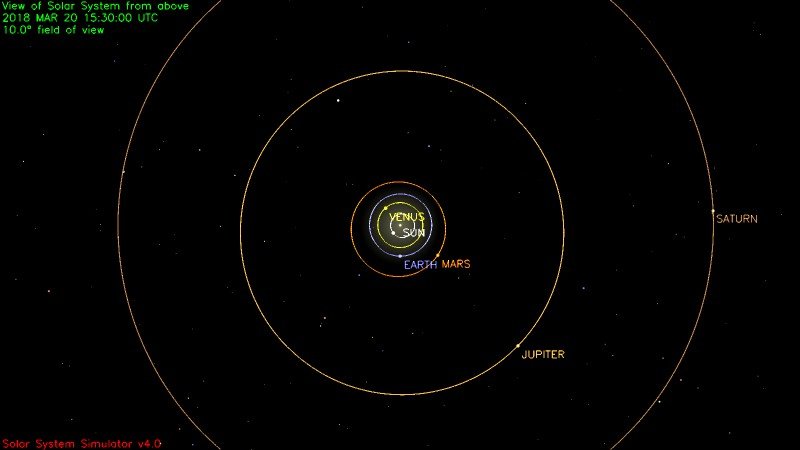 View of Solar System from above
2018 MAR 20 15:30:00 UTC
10.0° field of view
VENUS
SUN
EARTH
MARS
SATURN
JUPITER
Solar System Simulator v4.0